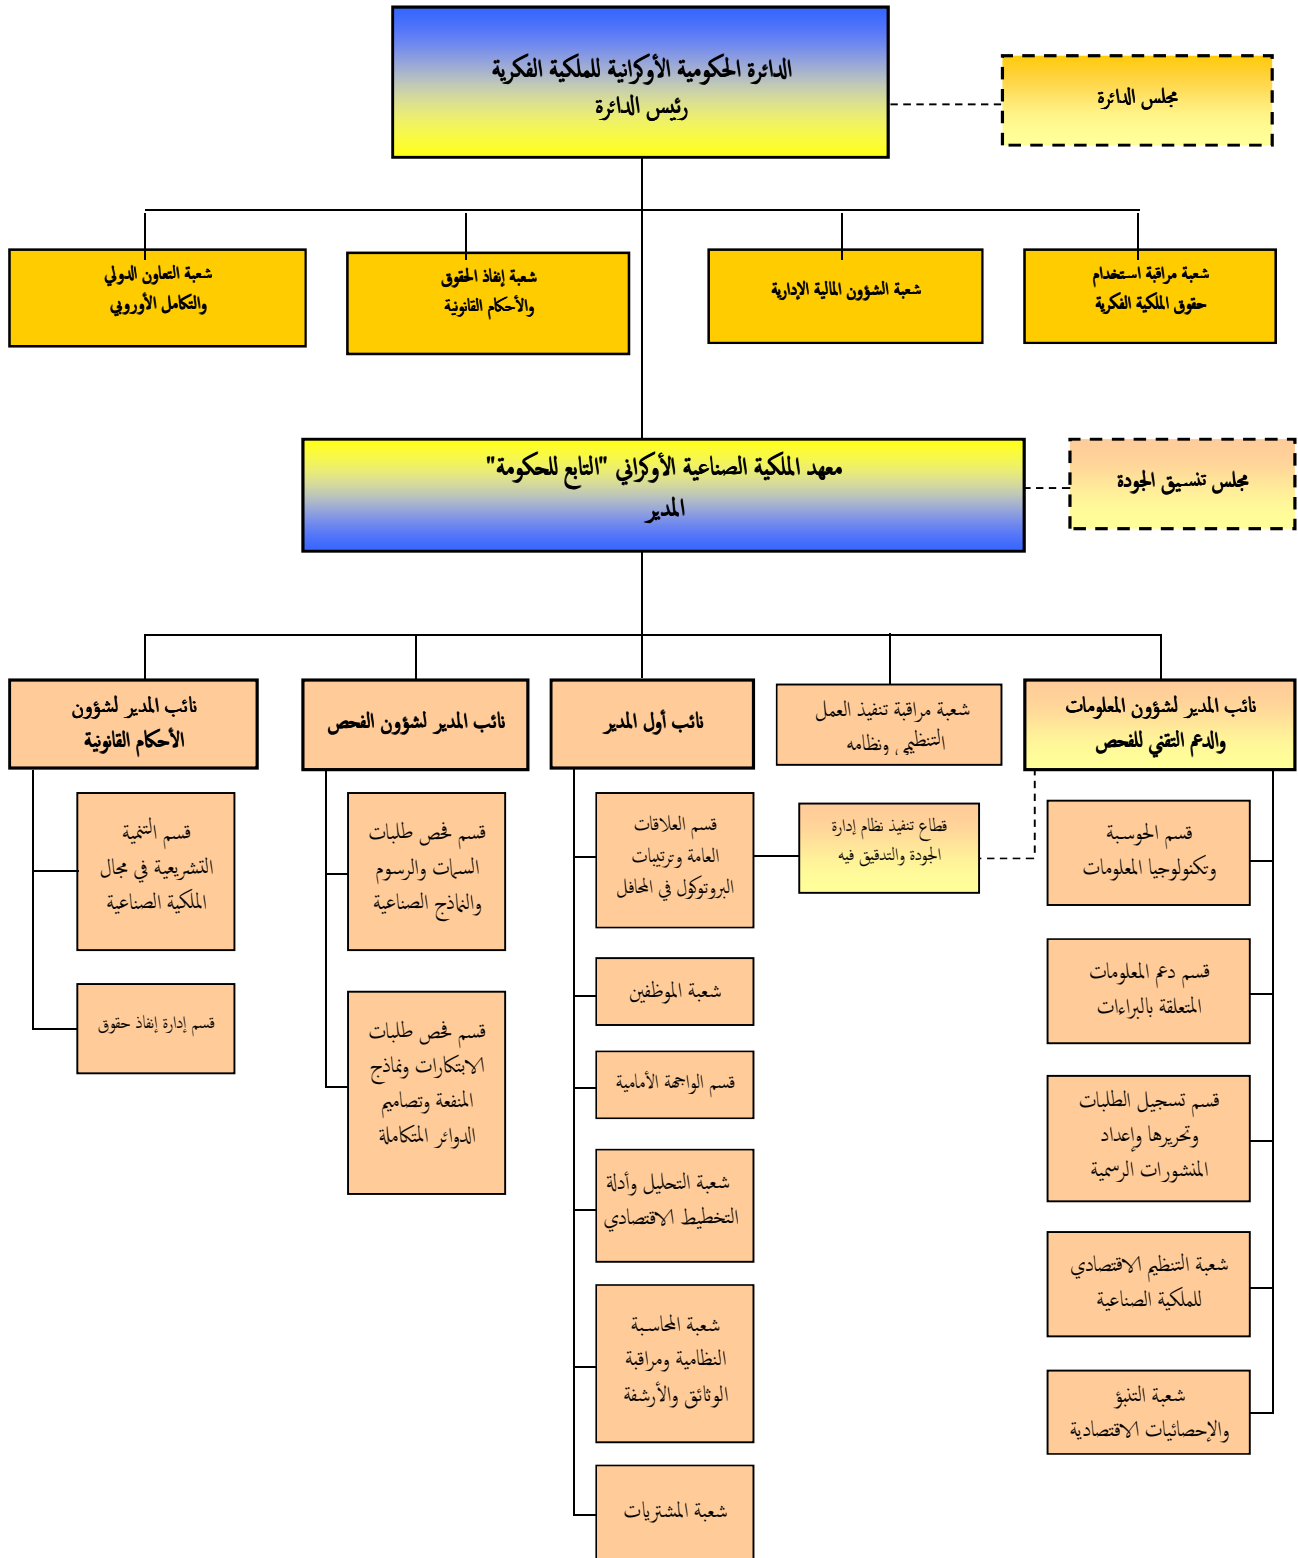 الدائرة الحكومية الأوكرانية للملكية الفكرية
رئيس الدائرة
مجلس الدائرة
شعبة مراقبة استخدام
حقوق الملكية الفكرية
شعبة الشؤون المالية الإدارية
شعبة إنفاذ الحقوق
والأحكام القانونية
شعبة التعاون الدولي
والتكامل الأوروبي
معهد الملكية الصناعية الأوكراني "التابع للحكومة"
المدير
مجلس تنسيق الجودة
نائب المدير لشؤون المعلومات
والدعم التقني للفحص
شعبة مراقبة تنفيذ العمل
التنظيمي ونظامه
نائب أول المدير
نائب المدير لشؤون الفحص
نائب المدير لشؤون
الأحكام القانونية
قسم الحوسبة
وتكنولوجيا المعلومات
قسم دعم المعلومات
المتعلقة بالبراءات
قسم تسجيل الطلبات
وتحريرها وإعداد
المنشورات الرسمية
شعبة التنظيم الاقتصادي
للملكية الصناعية
شعبة التنبؤ
والإحصائيات الاقتصادية
قطاع تنفيذ نظام إدارة
الجودة والتدقيق فيه
قسم العلاقات
العامة وترتيبات
البروتوكول في المحافل
شعبة الموظفين
قسم الواجهة الأمامية
شعبة التحليل وأدلة
التخطيط الاقتصادي
شعبة المحاسبة
النظامية ومراقبة
الوثائق والأرشفة
شعبة المشتريات
قسم فحص طلبات
السمات والرسوم
والنماذج الصناعية
قسم فحص طلبات
الابتكارات ونماذج
المنفعة وتصاميم
الدوائر المتكاملة
قسم التنمية
التشريعية في مجال
الملكية الصناعية
قسم إدارة إنفاذ حقوق